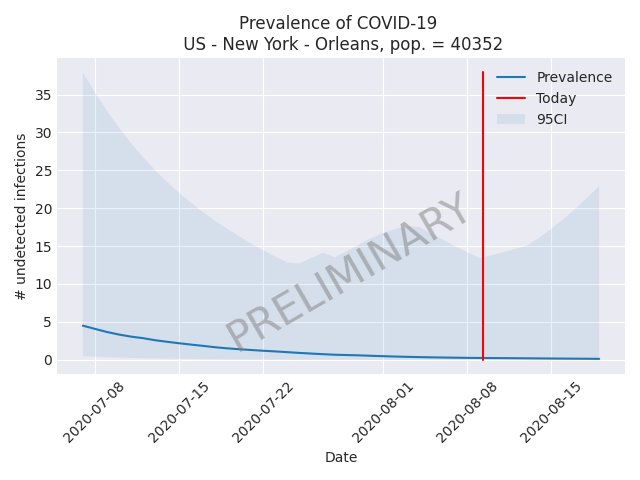 Prevalence of COVID-19
US - New York - Orleans, pop. = 40352
Prevalence
Today
95CI
PRELIMINARY
# undetected infections
35
30
25
20
15
10
5
0
2020-07-08
2020-07-15
2020-07-22
2020-08-01
2020-08-08
2020-08-15
Date